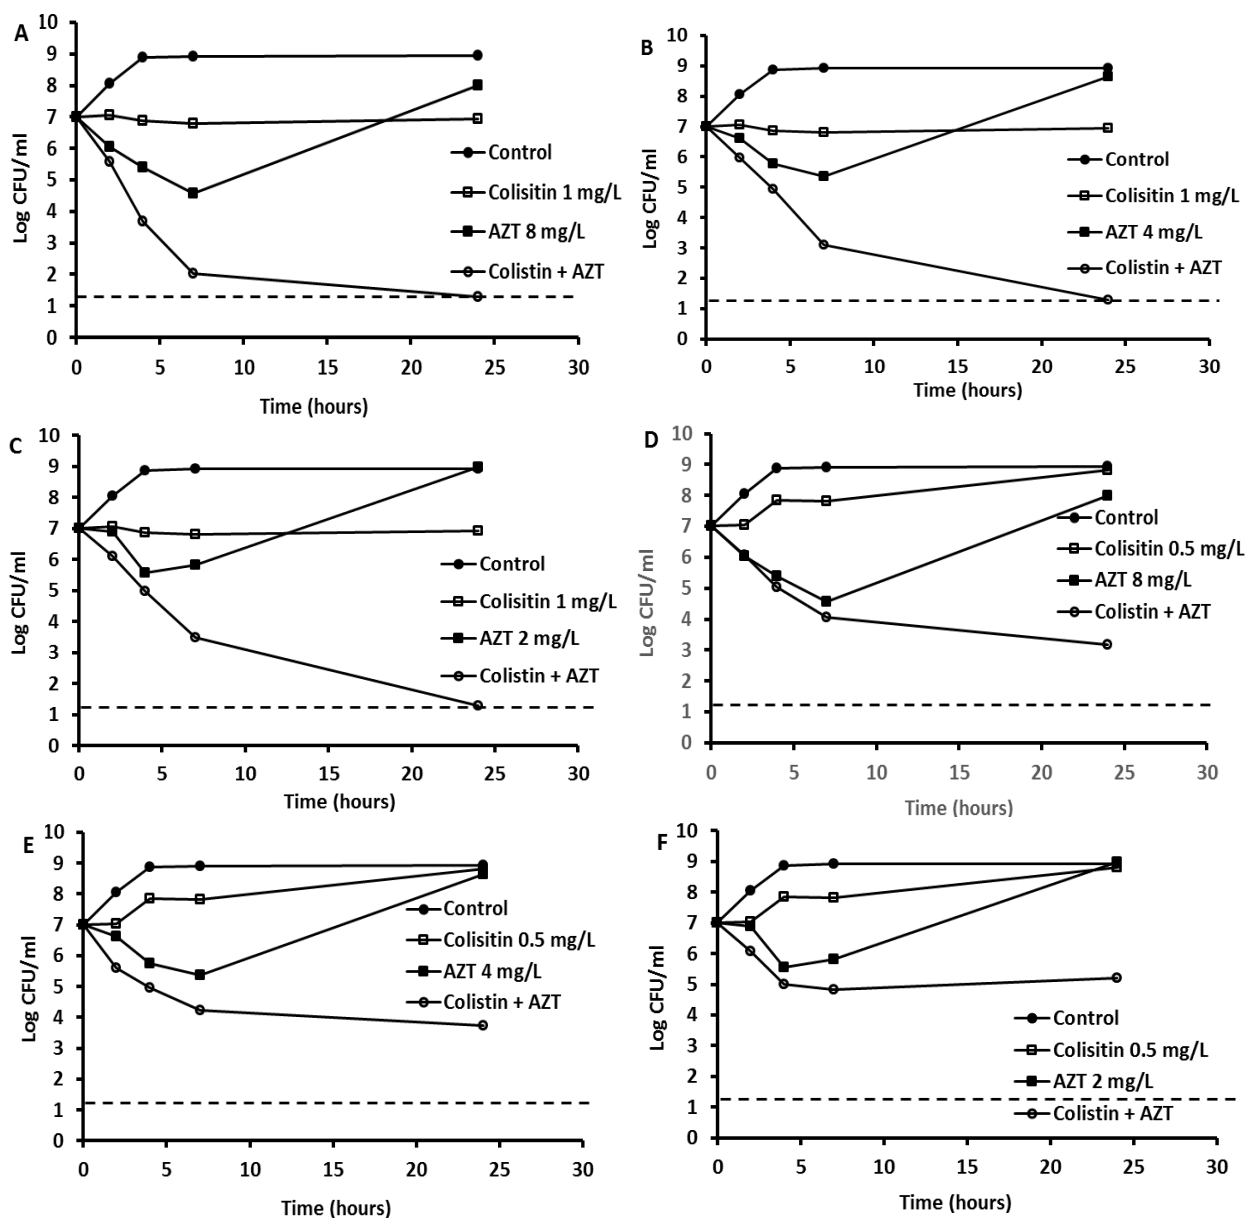 A
10
9
8
7
6
5
4
3
2
1
0
Log CFU/ml
0 5 10 15 20 25 30
Time (hours)
Control
Colisitin 1 mg/L
AZT 8 mg/L
Colistin + AZT
B
10
9
8
7
6
5
4
3
2
1
0
Log CFU/ml
0 5 10 15 20 25 30
Time (hours)
Control
Colisitin 1 mg/L
AZT 4 mg/L
Colistin + AZT
C
10
9
8
7
6
5
4
3
2
1
0
Log CFU/ml
0 5 10 15 20 25 30
Time (hours)
Control
Colisitin 1 mg/L
AZT 2 mg/L
Colistin + AZT
D
10
9
8
7
6
5
4
3
2
1
0
Log CFU/ml
0 5 10 15 20 25 30
Time (hours)
Control
Colisitin 0.5 mg/L
AZT 8 mg/L
Colistin + AZT
E
10
9
8
7
6
5
4
3
2
1
0
Log CFU/ml
0 5 10 15 20 25 30
Time (hours)
Control
Colisitin 0.5 mg/L
AZT 4 mg/L
Colistin + AZT
F
10
9
8
7
6
5
4
3
2
1
0
Log CFU/ml
0 5 10 15 20 25 30
Time (hours)
Control
Colisitin 0.5 mg/L
AZT 2 mg/L
Colistin + AZT